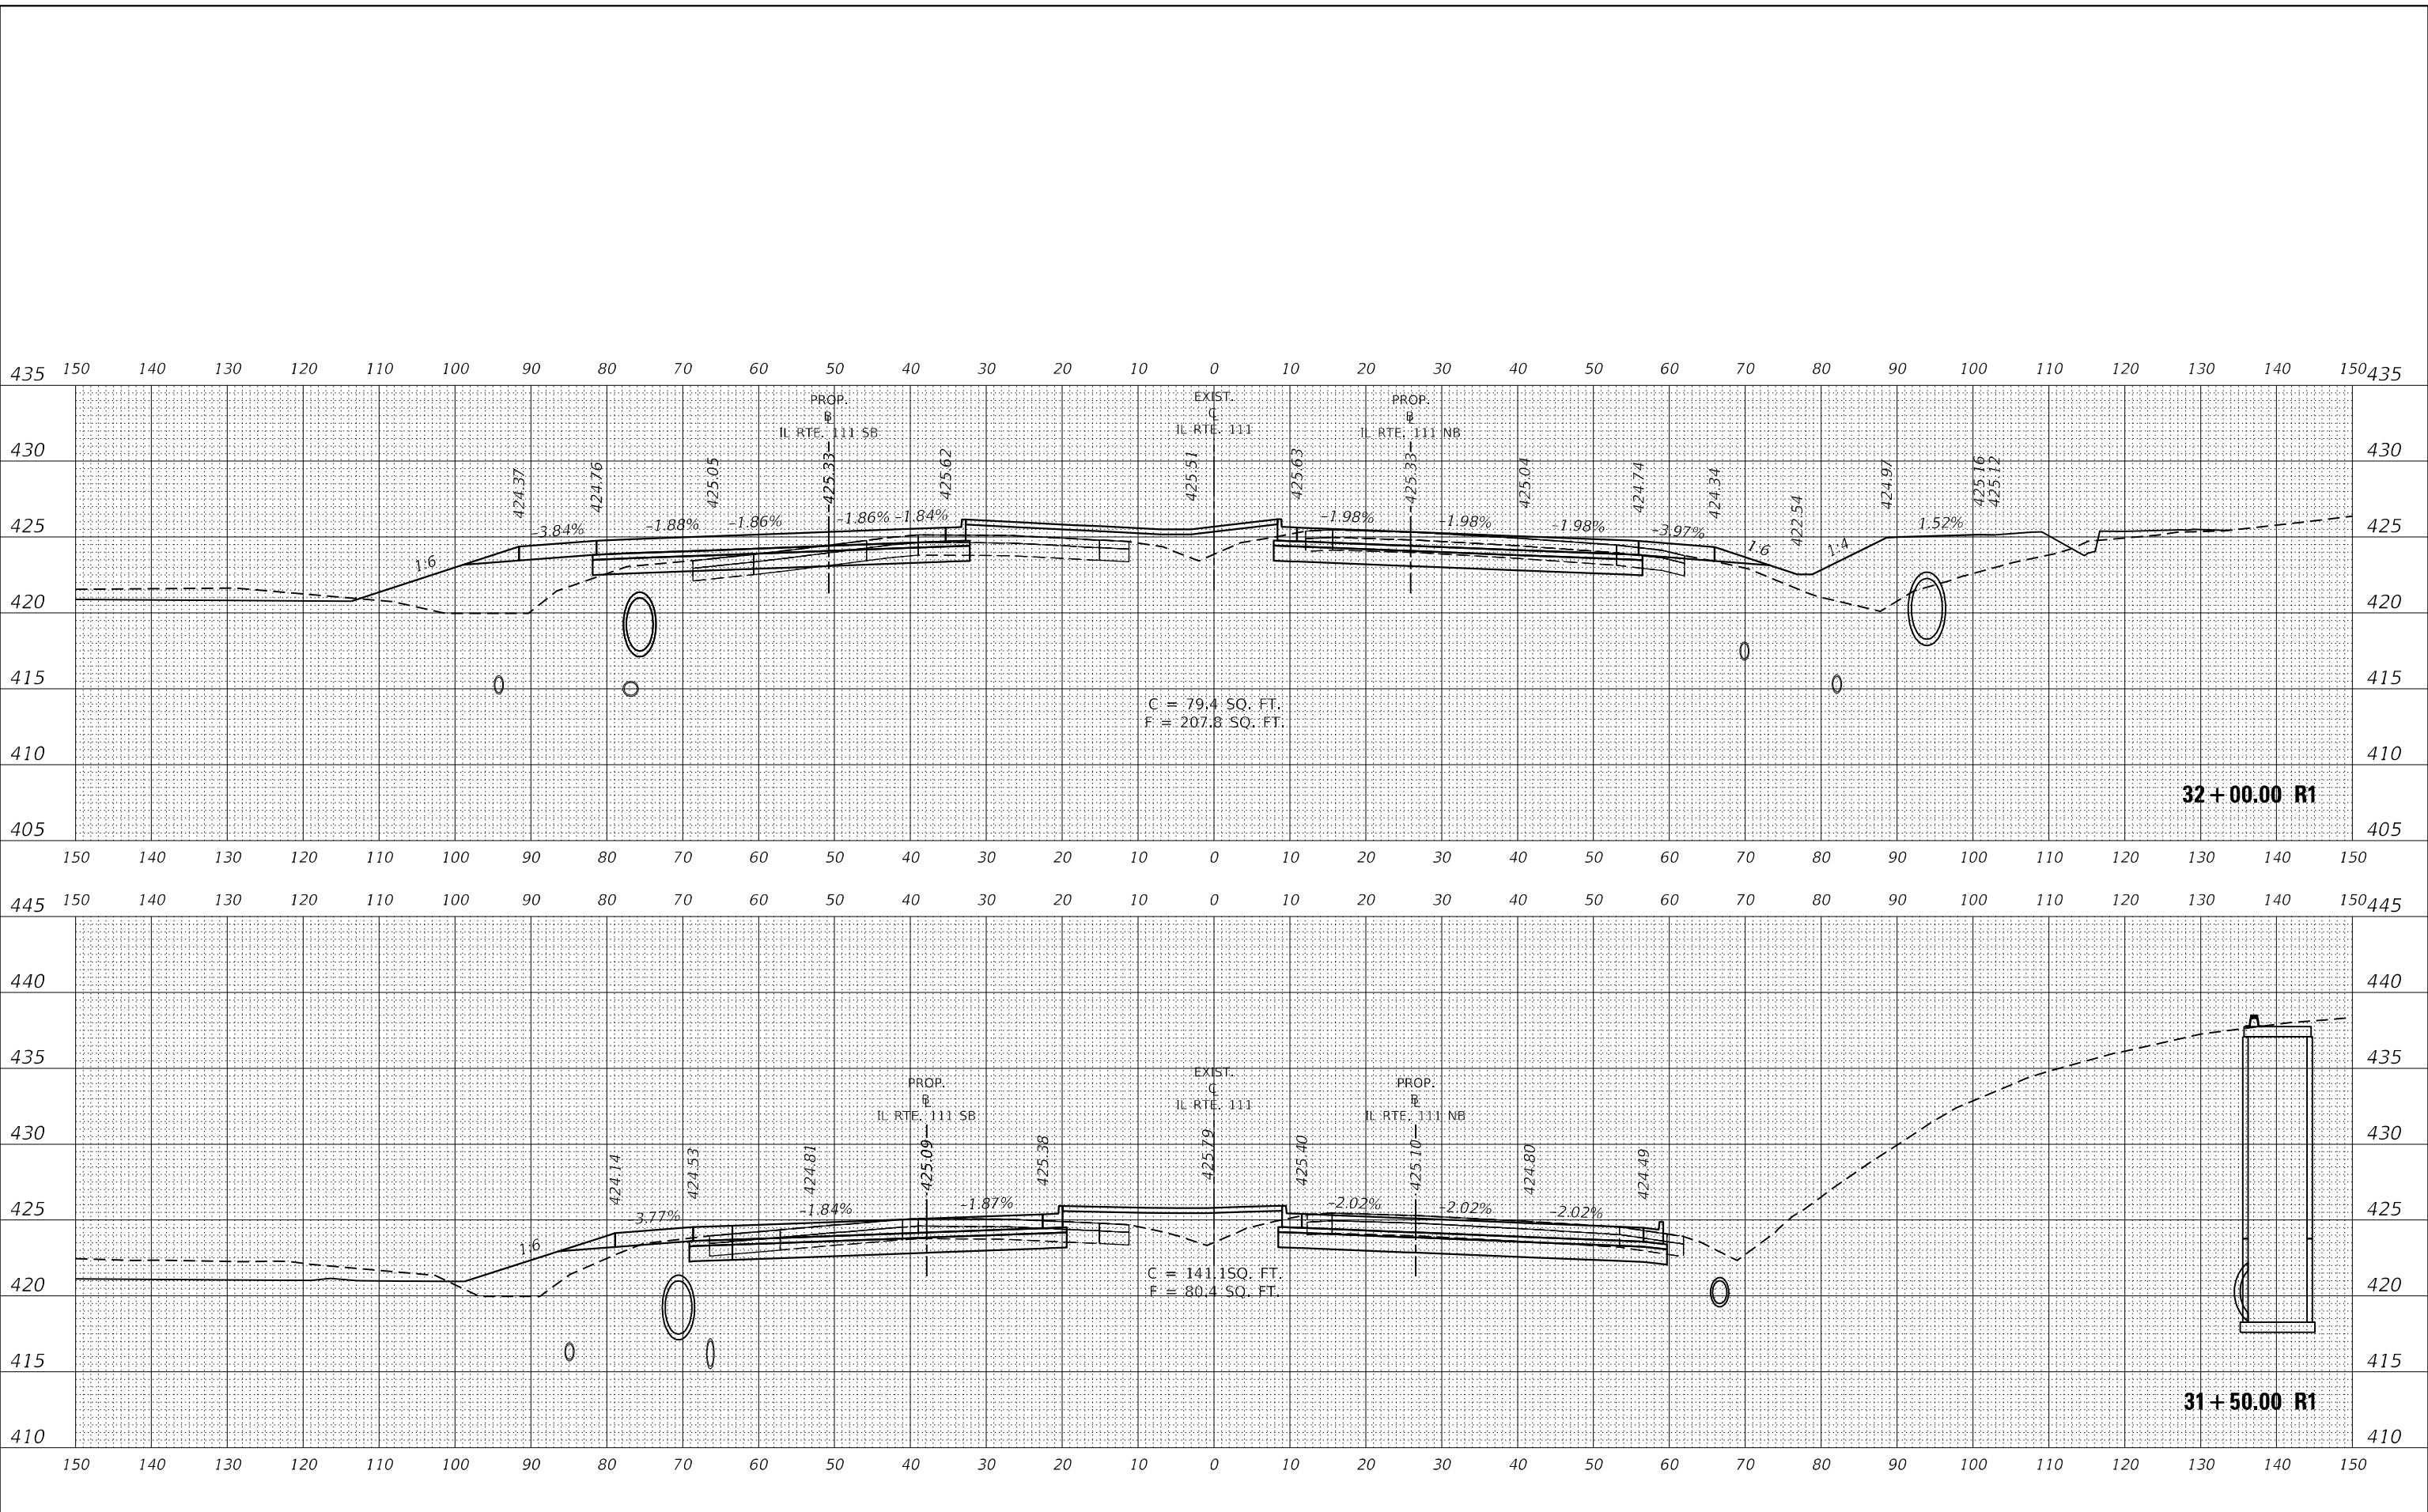 150 140 130 120 110 100 90 80 70 60 50 40 30 20 10 0 10 20 30 40 50 60 70 80 90 100 110 120 130 140 150
435 435
PROP. EXIST. PROP.
B C B
IL RTE. 111 SB IL RTE. 111 IL RTE. 111 NB
430 430
424.37 424.76 425.05 425.33 425.62 425.51 425.63 425.33 425.04 424.74 424.34 422.54 424.97 425.16 425.12
425 425
1:6 -3.84% -1.88% -1.86% -1.86% -1.84% -1.98% -1.98% -1.98% -3.97% 1:6 1:4 1.52%
420 420
415 415
C = 79.4 SQ. FT.
F = 207.8 SQ. FT.
410 410
32+00.00 R1
405 405
150 140 130 120 110 100 90 80 70 60 50 40 30 20 10 0 10 20 30 40 50 60 70 80 90 100 110 120 130 140 150
150 140 130 120 110 100 90 80 70 60 50 40 30 20 10 0 10 20 30 40 50 60 70 80 90 100 110 120 130 140 150
445 445
440 440
435 435
PROP. EXIST. PROP.
B C B
IL RTE. 111 SB IL RTE. 111 IL RTE. 111 NB
430 430
424.14 424.53 424.81 425.09 425.38 425.79 425.40 425.10 424.80 424.49
425 425
1:6 3.77% -1.84% -1.87% -2.02% -2.02% -2.02%
420 420
C = 141.1SQ. FT.
F = 80.4 SQ. FT.
415 415
31+50.00 R1
410 410
150 140 130 120 110 100 90 80 70 60 50 40 30 20 10 0 10 20 30 40 50 60 70 80 90 100 110 120 130 140 150